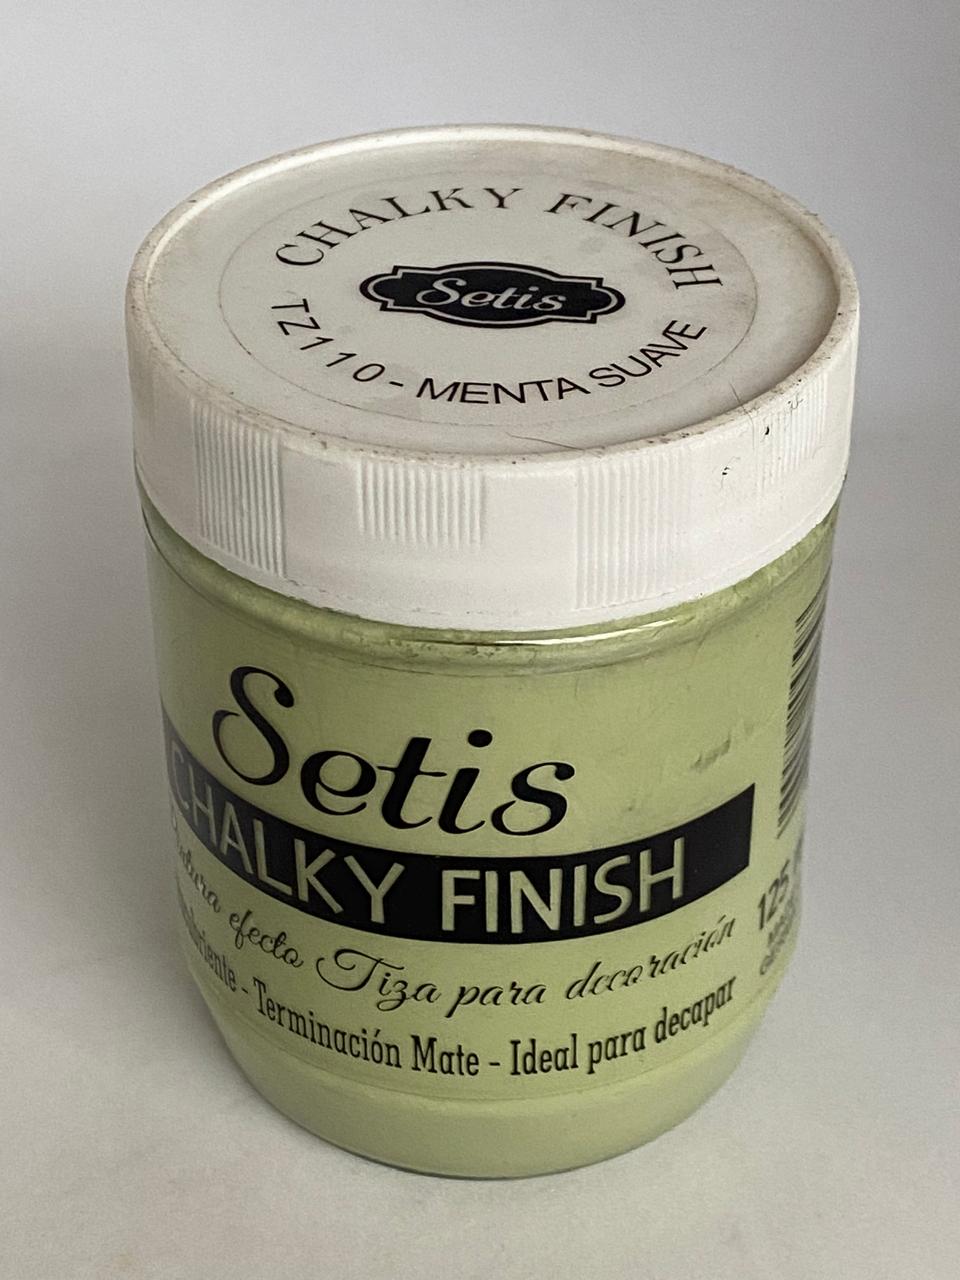 CHALKY FINISH
Setis
TZ110 - MENTA SUAVE
Setis
CHALKY FINISH
efecto Tiza para decoración
- Terminación Mate - Ideal para decapar
125